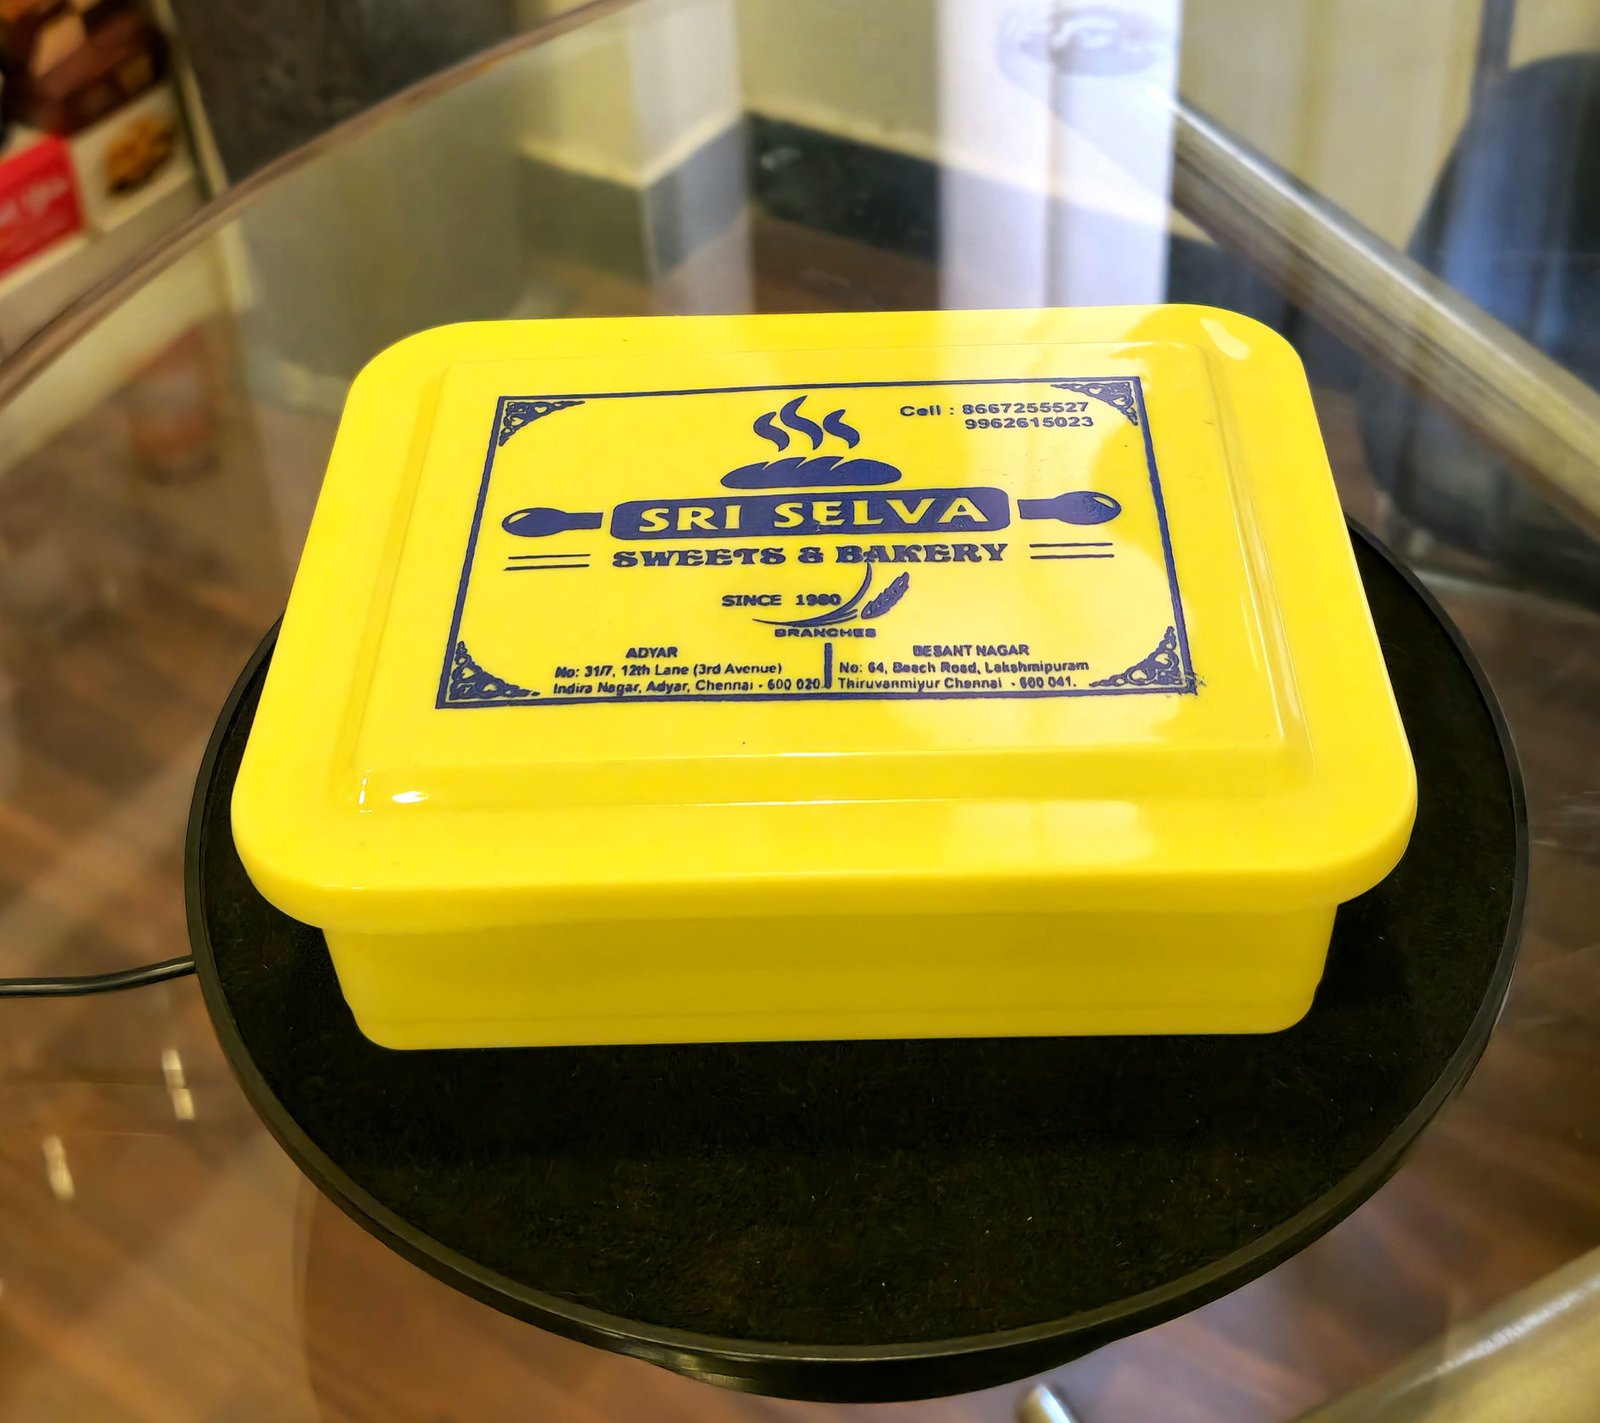 Cell : 8667255527
9962615023
SRI SELVA
SWEETS & BAKERY
SINCE 1980
BRANCHES
ADYAR
No: 31/7, 12th Lane (3rd Avenue)
Indira Nagar, Adyar, Chennai - 600 020.
BESANT NAGAR
No: 64, Beach Road, Lakshmipuram
Thiruvanmiyur Chennai - 600 041.